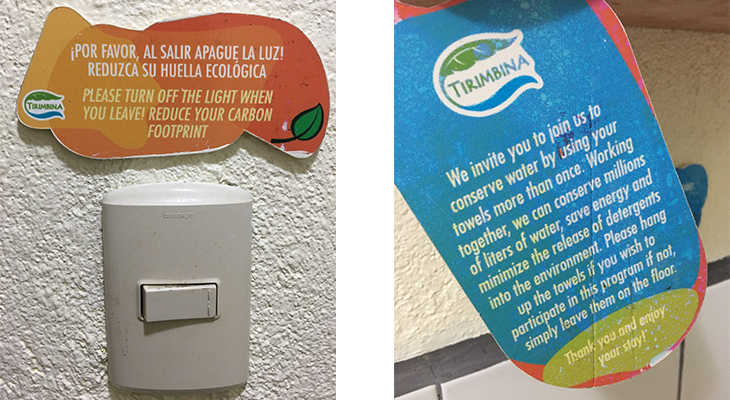 ¡POR FAVOR, AL SALIR APAGUE LA LUZ!
REDUZCA SU HUELLA ECOLÓGICA
TIRIMBINA
PLEASE TURN OFF THE LIGHT WHEN
YOU LEAVE! REDUCE YOUR CARBON
FOOTPRINT
TIRIMBINA
We invite you to join us to
conserve water by using your
towels more than once. Working
together, we can conserve millions
of liters of water, save energy and
minimize the release of detergents
into the environment. Please hang
up the towels if you wish to
participate in this program if not,
simply leave them on the floor.
Thank you and enjoy
your stay!